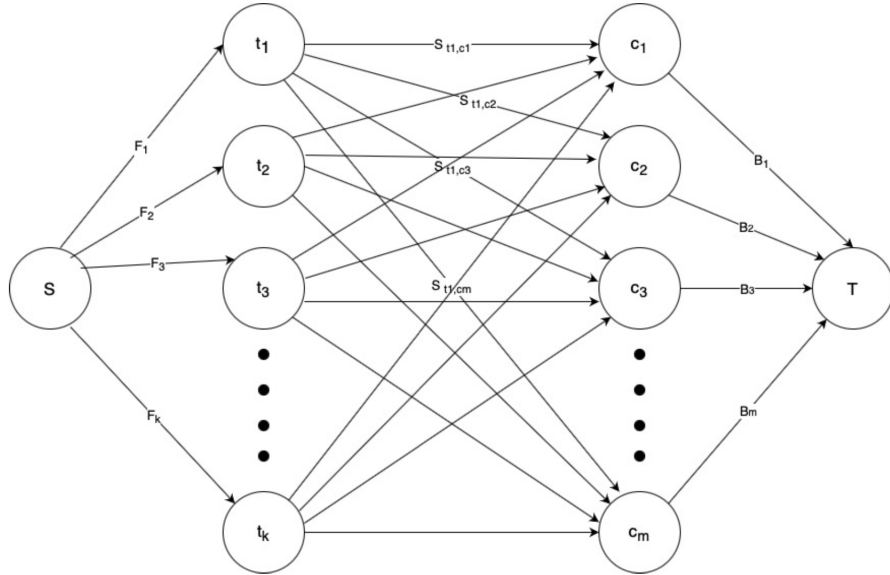 t1 S t1,c1 c1
S t1,c2
F1 B1
t2 S t1,c3 c2
F2 B2
F3
S t3 S t1,cm c3 B3 T
Fk Bm
tk cm